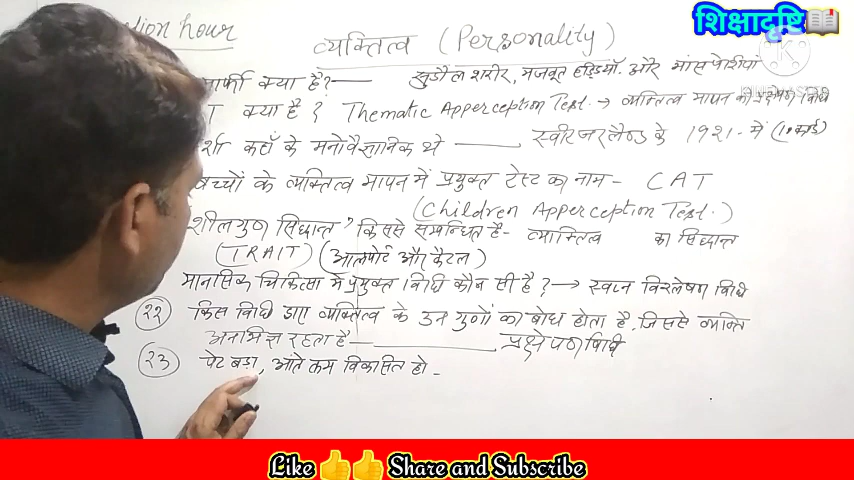 शिक्षादृष्टि
hour
व्यक्तित्व (Personality)
क्या है? — सुडौल शरीर, मजबूत हड्डियाँ और मांसपेशियाँ
T क्या है? Thematic Apperception Test. → व्यक्तित्व मापन की प्रक्षेपण विधि
कहाँ के मनोवैज्ञानिक थे — स्वीटजरलैण्ड के 1921- में (10 कार्ड)
बच्चों के व्यक्तित्व मापन में प्रयुक्त टेस्ट का नाम - CAT
(Children Apperception Test.)
शीलगुण सिद्धान्त" किससे सम्बन्धित है- व्यक्तित्व का सिद्धान्त
(TRAIT) (आलपोर्ट और कैटल)
मानसिक चिकित्सा में प्रयुक्त विधि कौन सी है? → स्वप्न विश्लेषण विधि
22 किस विधि द्वारा व्यक्तित्व के उन गुणों का बोध होता है, जिससे व्यक्ति
अनभिज्ञ रहता है — प्रक्षेपण विधि
23 पेट बड़ा, आंते कम विकसित हो -
Like 👍👍 Share and Subscribe